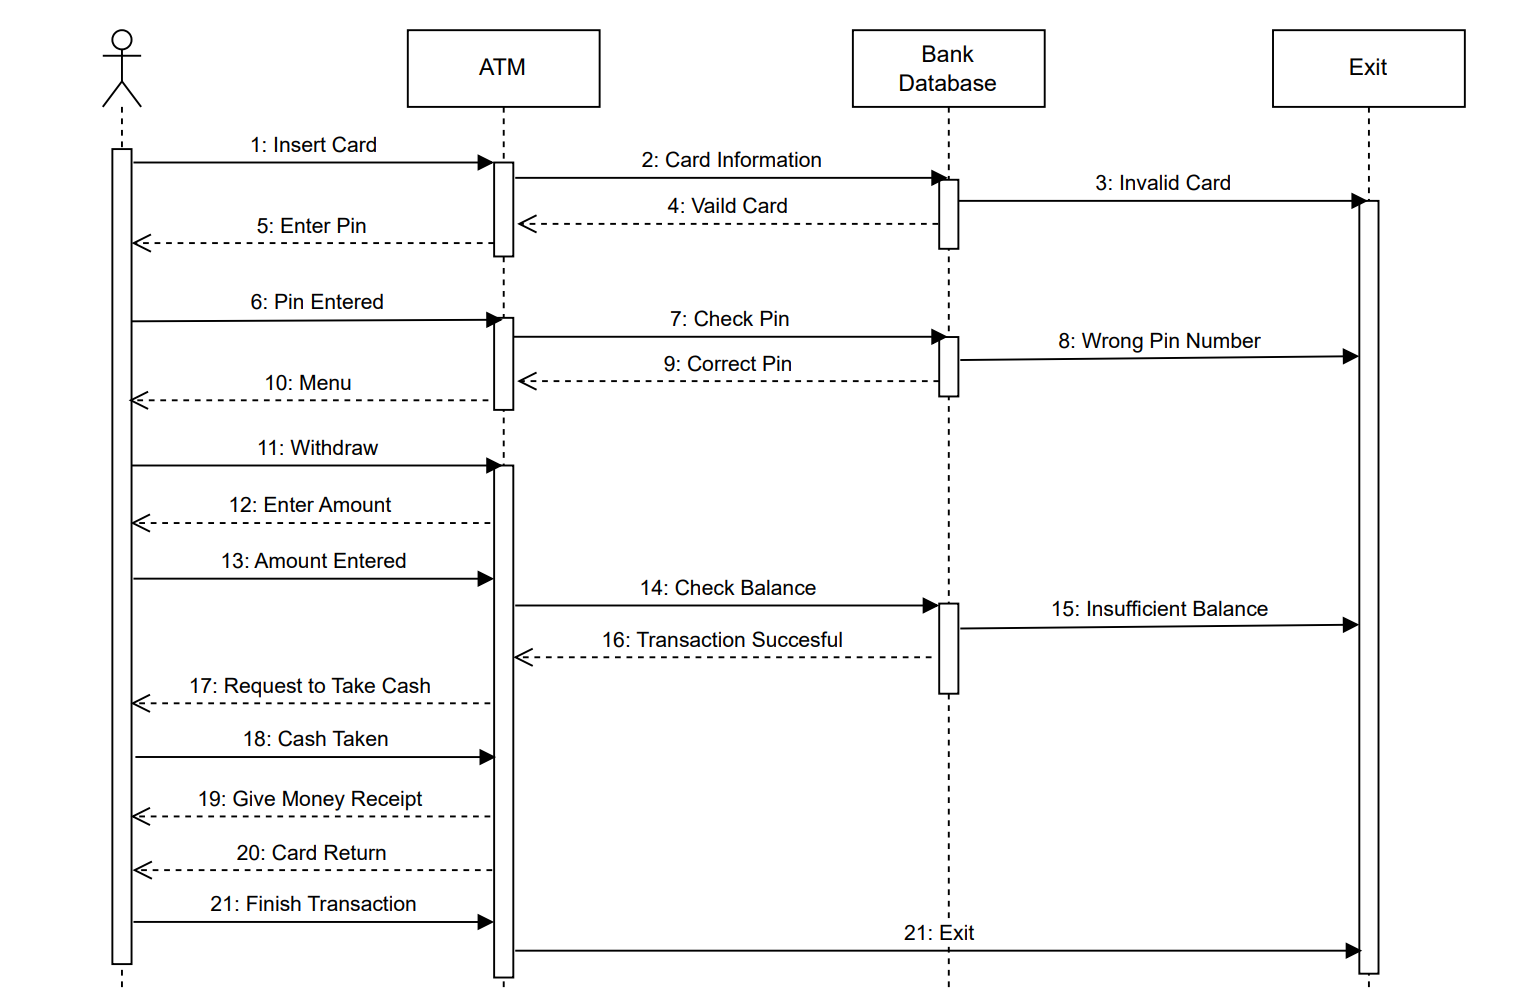 ATM
Bank
Database
Exit
1: Insert Card
2: Card Information
3: Invalid Card
4: Vaild Card
5: Enter Pin
6: Pin Entered
7: Check Pin
8: Wrong Pin Number
9: Correct Pin
10: Menu
11: Withdraw
12: Enter Amount
13: Amount Entered
14: Check Balance
15: Insufficient Balance
16: Transaction Succesful
17: Request to Take Cash
18: Cash Taken
19: Give Money Receipt
20: Card Return
21: Finish Transaction
21: Exit